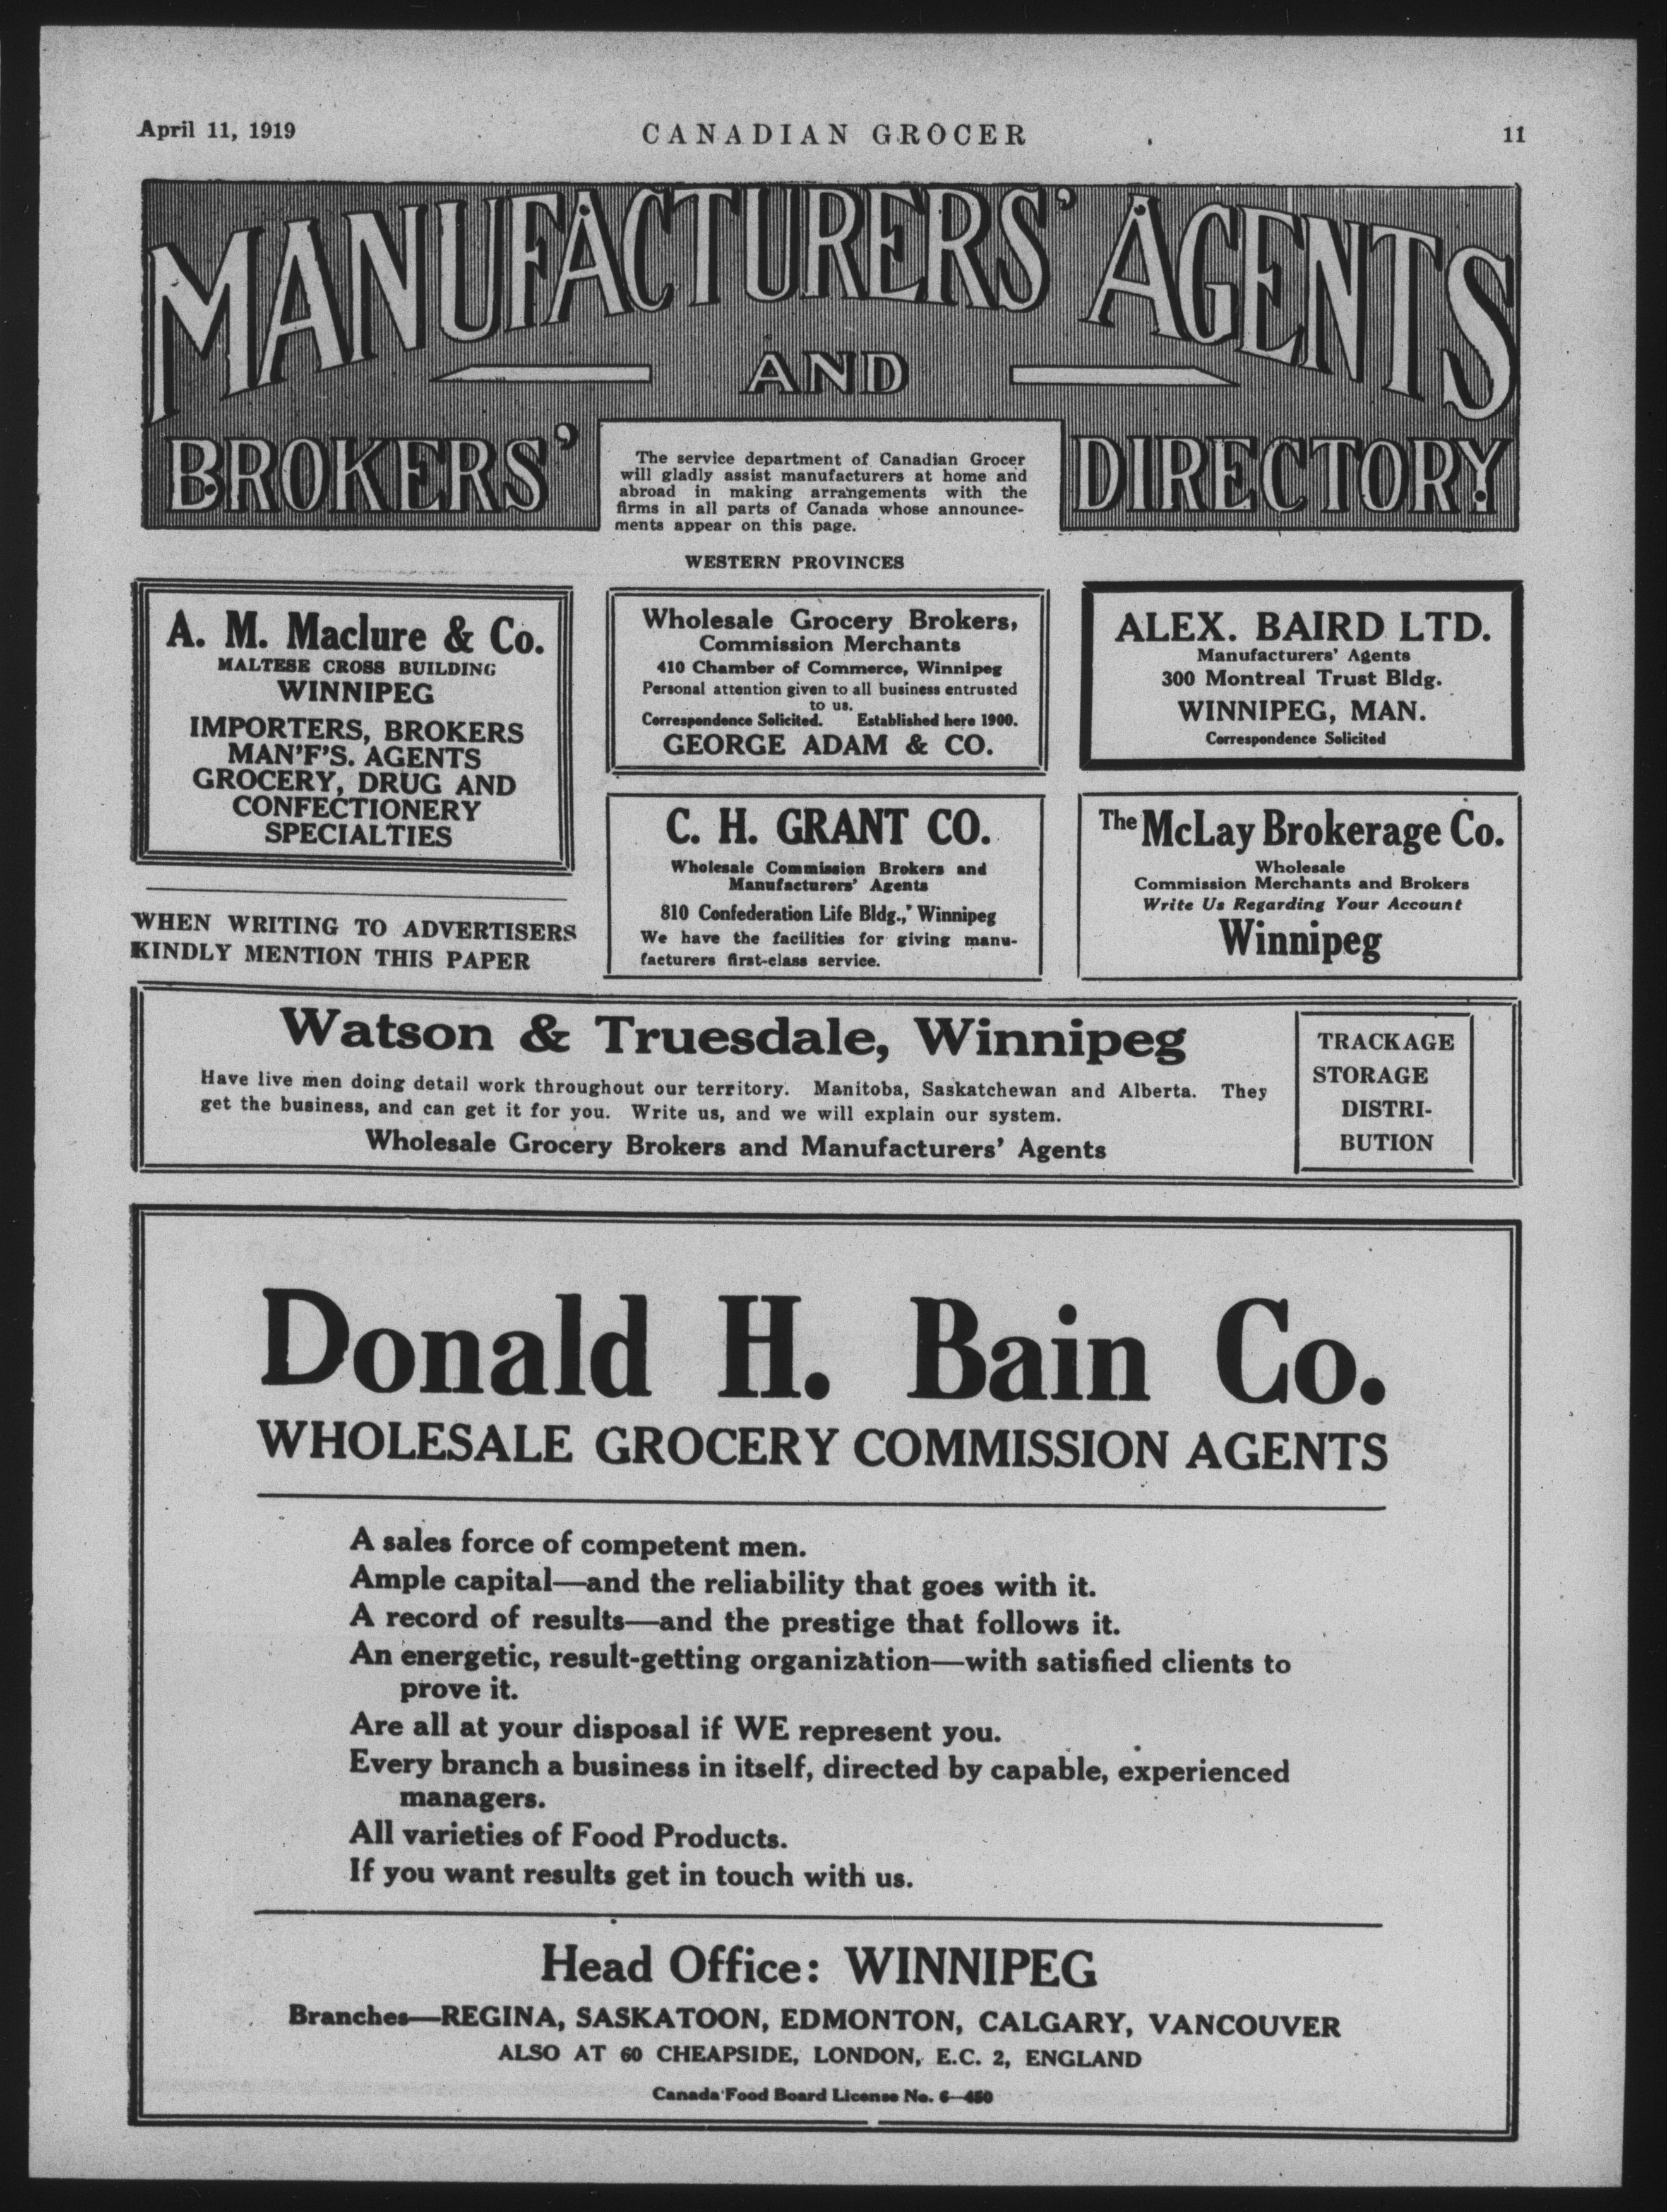 April 11, 1919
CANADIAN GROCER
11
MANUFACTURERS' AGENTS
AND
BROKERS' DIRECTORY
The service department of Canadian Grocer
will gladly assist manufacturers at home and
abroad in making arrangements with the
firms in all parts of Canada whose announce-
ments appear on this page.
WESTERN PROVINCES
A. M. Maclure & Co.
MALTESE CROSS BUILDING
WINNIPEG
IMPORTERS, BROKERS
MAN'F'S. AGENTS
GROCERY, DRUG AND
CONFECTIONERY
SPECIALTIES
WHEN WRITING TO ADVERTISERS
KINDLY MENTION THIS PAPER
Wholesale Grocery Brokers,
Commission Merchants
410 Chamber of Commerce, Winnipeg
Personal attention given to all business entrusted
to us.
Correspondence Solicited. Established here 1900.
GEORGE ADAM & CO.
C. H. GRANT CO.
Wholesale Commission Brokers and
Manufacturers' Agents
810 Confederation Life Bldg., Winnipeg
We have the facilities for giving manu-
facturers first-class service.
ALEX. BAIRD LTD.
Manufacturers' Agents
300 Montreal Trust Bldg.
WINNIPEG, MAN.
Correspondence Solicited
The McLay Brokerage Co.
Wholesale
Commission Merchants and Brokers
Write Us Regarding Your Account
Winnipeg
Watson & Truesdale, Winnipeg
Have live men doing detail work throughout our territory. Manitoba, Saskatchewan and Alberta. They
get the business, and can get it for you. Write us, and we will explain our system.
Wholesale Grocery Brokers and Manufacturers' Agents
TRACKAGE
STORAGE
DISTRI-
BUTION
Donald H. Bain Co.
WHOLESALE GROCERY COMMISSION AGENTS
A sales force of competent men.
Ample capital—and the reliability that goes with it.
A record of results—and the prestige that follows it.
An energetic, result-getting organization—with satisfied clients to
prove it.
Are all at your disposal if WE represent you.
Every branch a business in itself, directed by capable, experienced
managers.
All varieties of Food Products.
If you want results get in touch with us.
Head Office: WINNIPEG
Branches—REGINA, SASKATOON, EDMONTON, CALGARY, VANCOUVER
ALSO AT 60 CHEAPSIDE, LONDON, E.C. 2, ENGLAND
Canada Food Board License No. 6—450